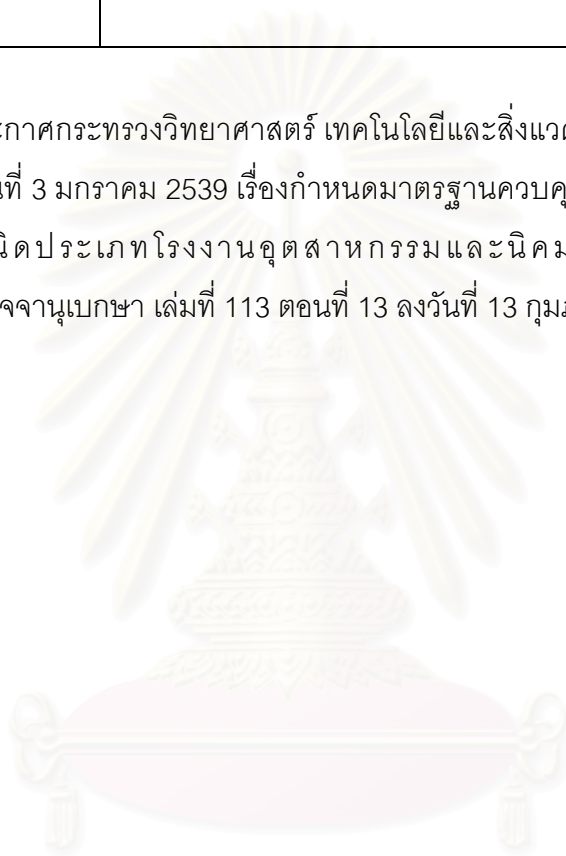 ะกาศกระทรวงวิทยาศาสตร์ เทคโนโลยีและสิ่งแวด
นที่ 3 มกราคม 2539 เรื่องกำหนดมาตรฐานควบคุ
นิดประเภทโรงงานอุตสาหกรรมและนิคม
จจานุเบกษา เล่มที่ 113 ตอนที่ 13 ลงวันที่ 13 กุมภ